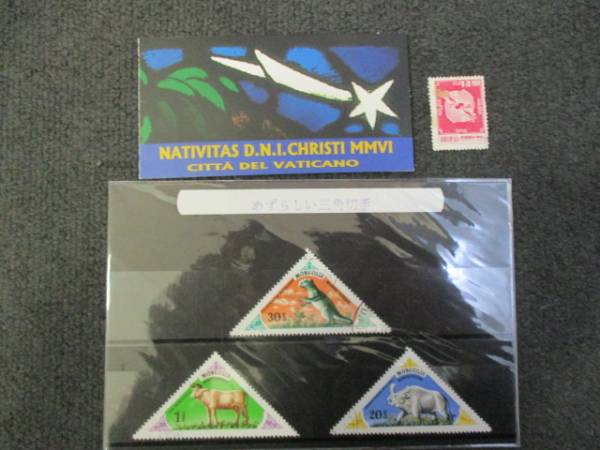 NATIVITAS D.N.I. CHRISTI MMVI
CITTÀ DEL VATICANO
めずらしい三角切手
MONGOLIA
30
MONGOLIA
1
MONGOLIA
20